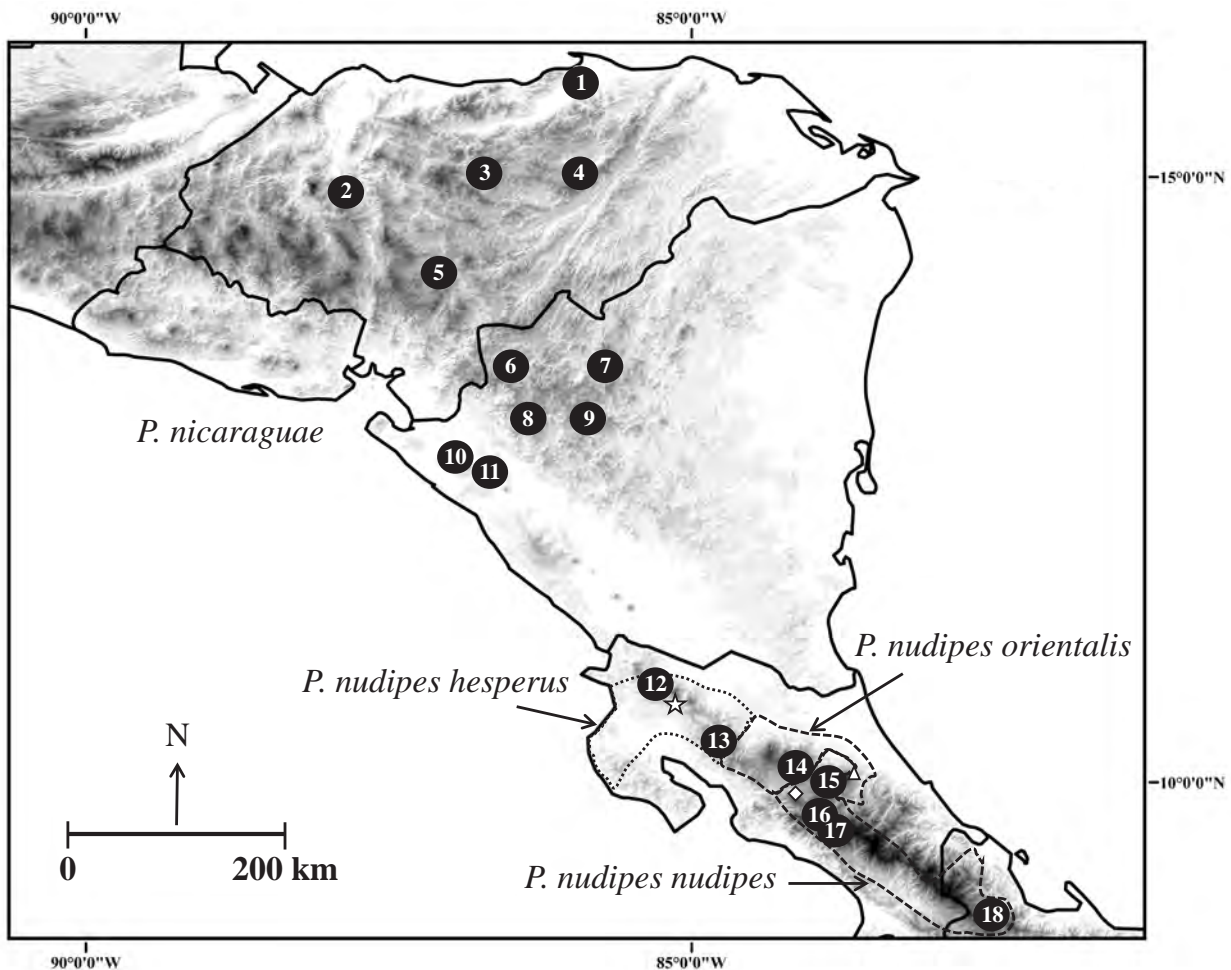 90°0'0"W 85°0'0"W
1
3 4
15°0'0"N
2
5
6 7
8 9
P. nicaraguae
10
11
P. nudipes orientalis
P. nudipes hesperus
12
N
13
14
15
10°0'0"N
16
17
0 200 km
P. nudipes nudipes
18
90°0'0"W 85°0'0"W